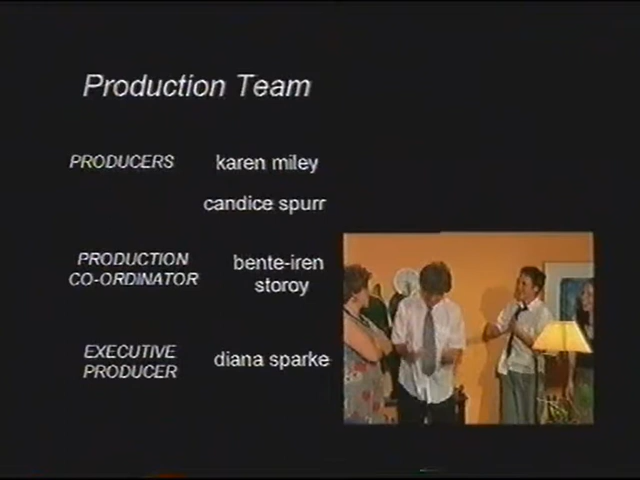 Production Team
PRODUCERS karen miley
candice spurr
PRODUCTION CO-ORDINATOR bente-iren storoy
EXECUTIVE PRODUCER diana sparke